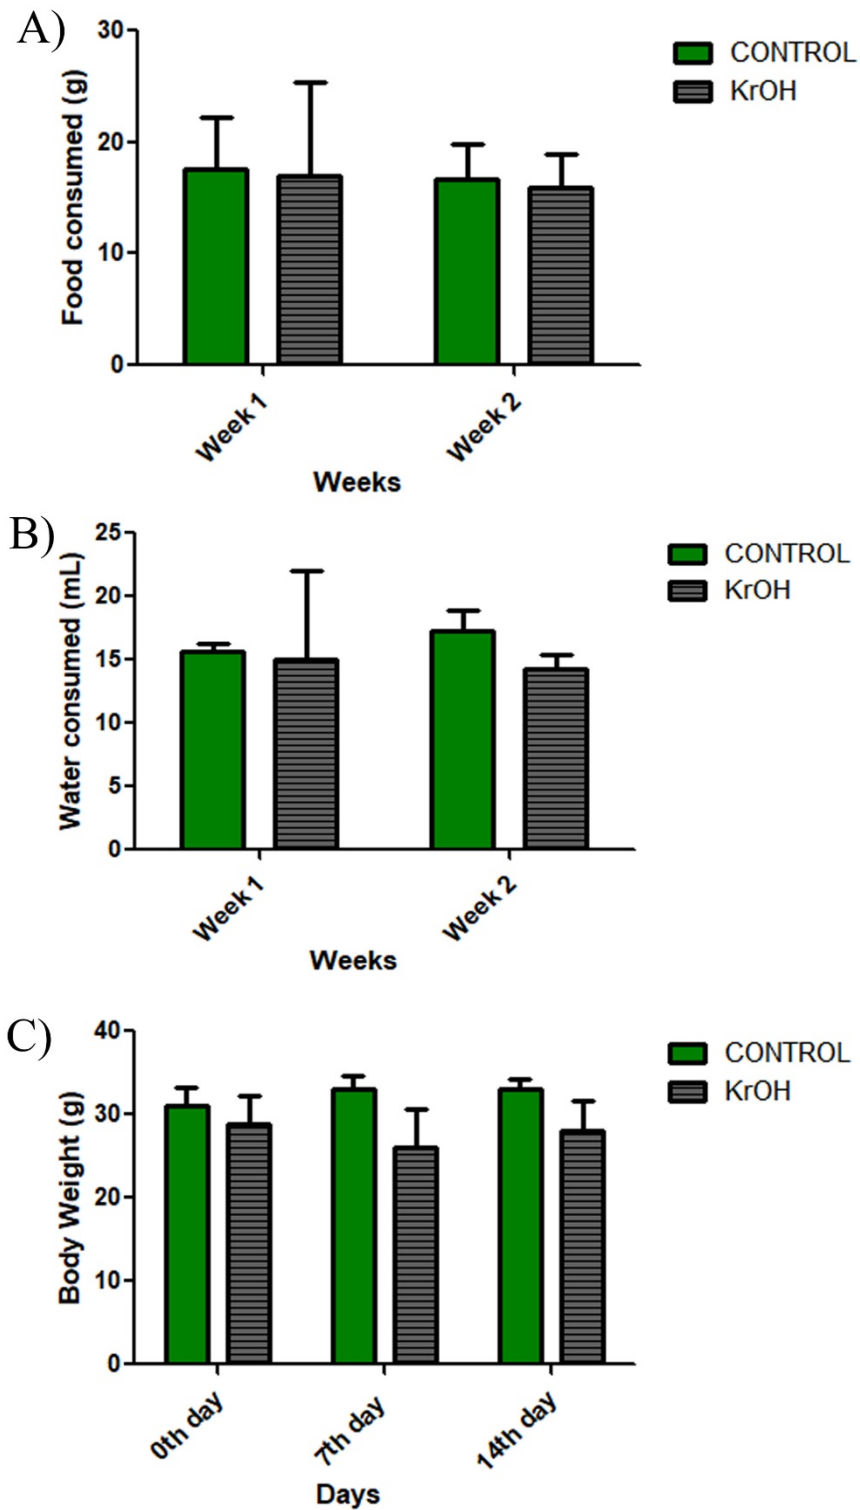 A)
30
20
10
0
Food consumed (g)
Week 1
Week 2
Weeks
CONTROL
KrOH
B)
25
20
15
10
5
0
Water consumed (mL)
Week 1
Week 2
Weeks
CONTROL
KrOH
C)
40
30
20
10
0
Body Weight (g)
0th day
7th day
14th day
Days
CONTROL
KrOH